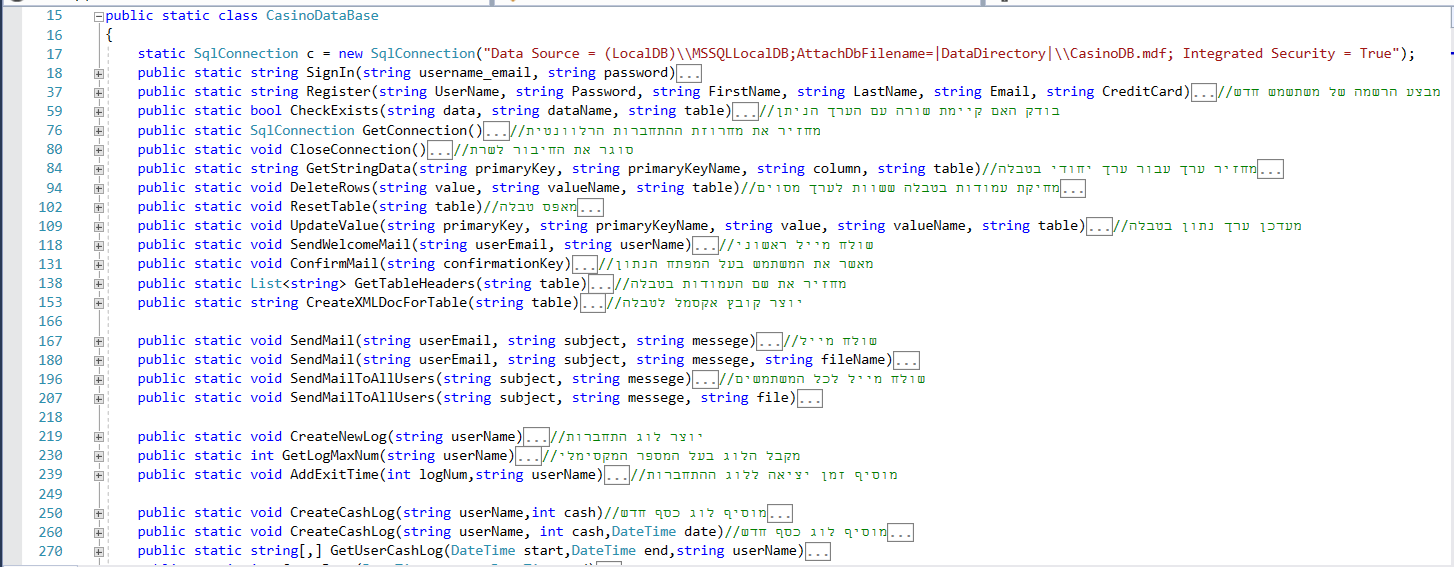 15 public static class CasinoDataBase
16 {
17 static SqlConnection c = new SqlConnection("Data Source = (LocalDB)\\MSSQLLocalDB;AttachDbFilename=|DataDirectory|\\CasinoDB.mdf; Integrated Security = True");
18 public static string SignIn(string username_email, string password)...
37 public static string Register(string UserName, string Password, string FirstName, string LastName, string Email, string CreditCard)...//מבצע הרשמה של משתשמש חדש
59 public static bool CheckExists(string data, string dataName, string table)...//בודק האם קיימת שורה עם הערך הניתן
76 public static SqlConnection GetConnection()...//מחזיר את מחרוזת ההתחברות הרלוונטית
80 public static void CloseConnection()...//סוגר את החיבור לשרת
84 public static string GetStringData(string primaryKey, string primaryKeyName, string column, string table)//מחזיר ערך עבור ערך יחודי בטבלה...
94 public static void DeleteRows(string value, string valueName, string table)//מחיקת עמודות בטבלה ששוות לערך מסוים...
102 public static void ResetTable(string table)//מאפס טבלה...
109 public static void UpdateValue(string primaryKey, string primaryKeyName, string value, string valueName, string table)...//מעדכן ערך נתון בטבלה
118 public static void SendWelcomeMail(string userEmail, string userName)...//שולח מייל ראשוני
131 public static void ConfirmMail(string confirmationKey)...//מאשר את המשתמש בעל המפתח הנתון
138 public static List<string> GetTableHeaders(string table)...//מחזיר את שם העמודות בטבלה
153 public static string CreateXMLDocForTable(string table)...//יוצר קובץ אקסמל לטבלה
166
167 public static void SendMail(string userEmail, string subject, string messege)...//שולח מייל
180 public static void SendMail(string userEmail, string subject, string messege, string fileName)...
196 public static void SendMailToAllUsers(string subject, string messege)...//שולח מייל לכל המשתמשים
207 public static void SendMailToAllUsers(string subject, string messege, string file)...
218
219 public static void CreateNewLog(string userName)...//יוצר לוג התחברות
230 public static int GetLogMaxNum(string userName)...//מקבל הלוג בעל המספר המקסימלי
239 public static void AddExitTime(int logNum,string userName)...//מוסיף זמן יציאה ללוג ההתחברות
249
250 public static void CreateCashLog(string userName,int cash)//מוסיף לוג כסף חדש...
260 public static void CreateCashLog(string userName, int cash,DateTime date)//מוסיף לוג כסף חדש...
270 public static string[,] GetUserCashLog(DateTime start,DateTime end,string userName)...